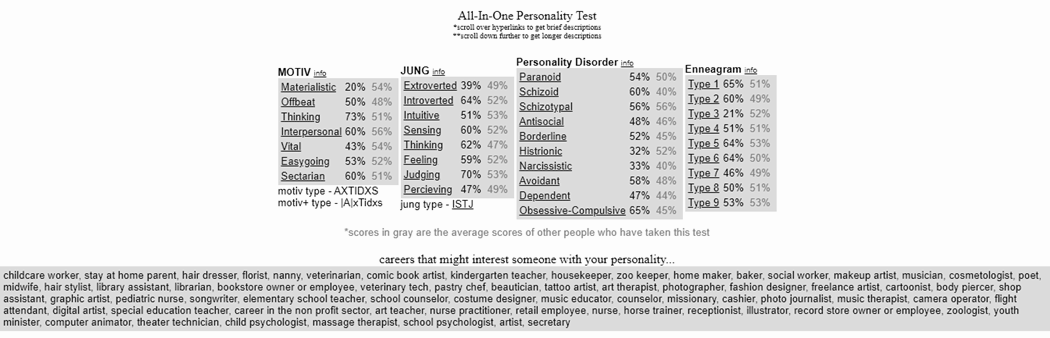 All-In-One Personality Test
*scroll over hyperlinks to get brief descriptions
**scroll down further to get longer descriptions
MOTIV info
Materialistic 20% 54%
Offbeat 50% 48%
Thinking 73% 51%
Interpersonal 60% 56%
Vital 43% 54%
Easygoing 53% 52%
Sectarian 60% 51%
motiv type - AXTIDXS
motiv+ type - |A|xTidxs
JUNG info
Extroverted 39% 49%
Introverted 64% 52%
Intuitive 51% 53%
Sensing 60% 52%
Thinking 62% 47%
Feeling 59% 52%
Judging 70% 53%
Percieving 47% 49%
jung type - ISTJ
Personality Disorder info
Paranoid 54% 50%
Schizoid 60% 40%
Schizotypal 56% 56%
Antisocial 48% 46%
Borderline 52% 45%
Histrionic 32% 52%
Narcissistic 33% 40%
Avoidant 58% 48%
Dependent 47% 44%
Obsessive-Compulsive 65% 45%
Enneagram info
Type 1 65% 51%
Type 2 60% 49%
Type 3 21% 52%
Type 4 51% 51%
Type 5 64% 53%
Type 6 64% 50%
Type 7 46% 49%
Type 8 50% 51%
Type 9 53% 53%
*scores in gray are the average scores of other people who have taken this test
careers that might interest someone with your personality...
childcare worker, stay at home parent, hair dresser, florist, nanny, veterinarian, comic book artist, kindergarten teacher, housekeeper, zoo keeper, home maker, baker, social worker, makeup artist, musician, cosmetologist, poet,
midwife, hair stylist, library assistant, librarian, bookstore owner or employee, veterinary tech, pastry chef, beautician, tattoo artist, art therapist, photographer, fashion designer, freelance artist, cartoonist, body piercer, shop
assistant, graphic artist, pediatric nurse, songwriter, elementary school teacher, school counselor, costume designer, music educator, counselor, missionary, cashier, photo journalist, music therapist, camera operator, flight
attendant, digital artist, special education teacher, career in the non profit sector, art teacher, nurse practitioner, retail employee, nurse, horse trainer, receptionist, illustrator, record store owner or employee, zoologist, youth
minister, computer animator, theater technician, child psychologist, massage therapist, school psychologist, artist, secretary